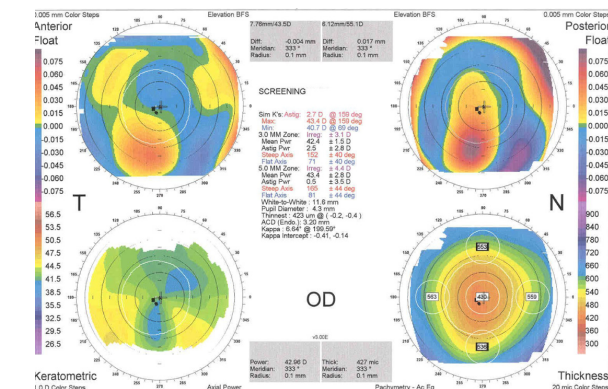 0.005 mm Color Steps
Elevation BFS
Elevation BFS
0.005 mm Color Steps
Anterior
Float
7.76mm/43.5D
6.12mm/55.1D
Posterior
Float
Diff: -0.004 mm
Meridian: 333 °
Radius: 0.1 mm
Diff: 0.017 mm
Meridian: 333 °
Radius: 0.1 mm
0.075
0.060
0.045
0.030
0.015
0.000
0.015
0.030
0.045
0.060
0.075
SCREENING
Sim K's: Astig: 2.7 D @ 159 deg
Max: 43.4 D @ 159 deg
Min: 40.7 D @ 69 deg
3.0 MM Zone: Irreg: ± 3.1 D
Mean Pwr 42.4 ± 1.5 D
Astig Pwr 2.5 ± 2.8 D
Steep Axis 152 ± 40 deg
Flat Axis 71 ± 40 deg
5.0 MM Zone: Irreg: ± 4.4 D
Mean Pwr 43.4 ± 2.8 D
Astig Pwr 0.5 ± 3.5 D
Steep Axis 165 ± 44 deg
Flat Axis 81 ± 44 deg
White-to-White : 11.6 mm
Pupil Diameter : 4.3 mm
Thinnest : 423 um @ ( -0.2, -0.4 )
ACD (Endo.): 3.20 mm
Kappa : 6.64° @ 199.59°
Kappa Intercept : -0.41, -0.14
0.075
0.060
0.045
0.030
0.015
0.000
0.015
0.030
0.045
0.060
0.075
T
N
56.5
53.5
50.5
47.5
44.5
41.5
38.5
35.5
32.5
29.5
26.5
OD
v5.00E
553
563
430
559
536
900
840
780
720
660
600
540
480
420
360
300
Power: 42.96 D
Meridian: 333 °
Radius: 0.1 mm
Thick: 427 mic
Meridian: 333 °
Radius: 0.1 mm
Keratometric
1.0 D Color Steps
Axial Power
Pachymetry - Ac Eq
Thickness
20 mic Color Steps